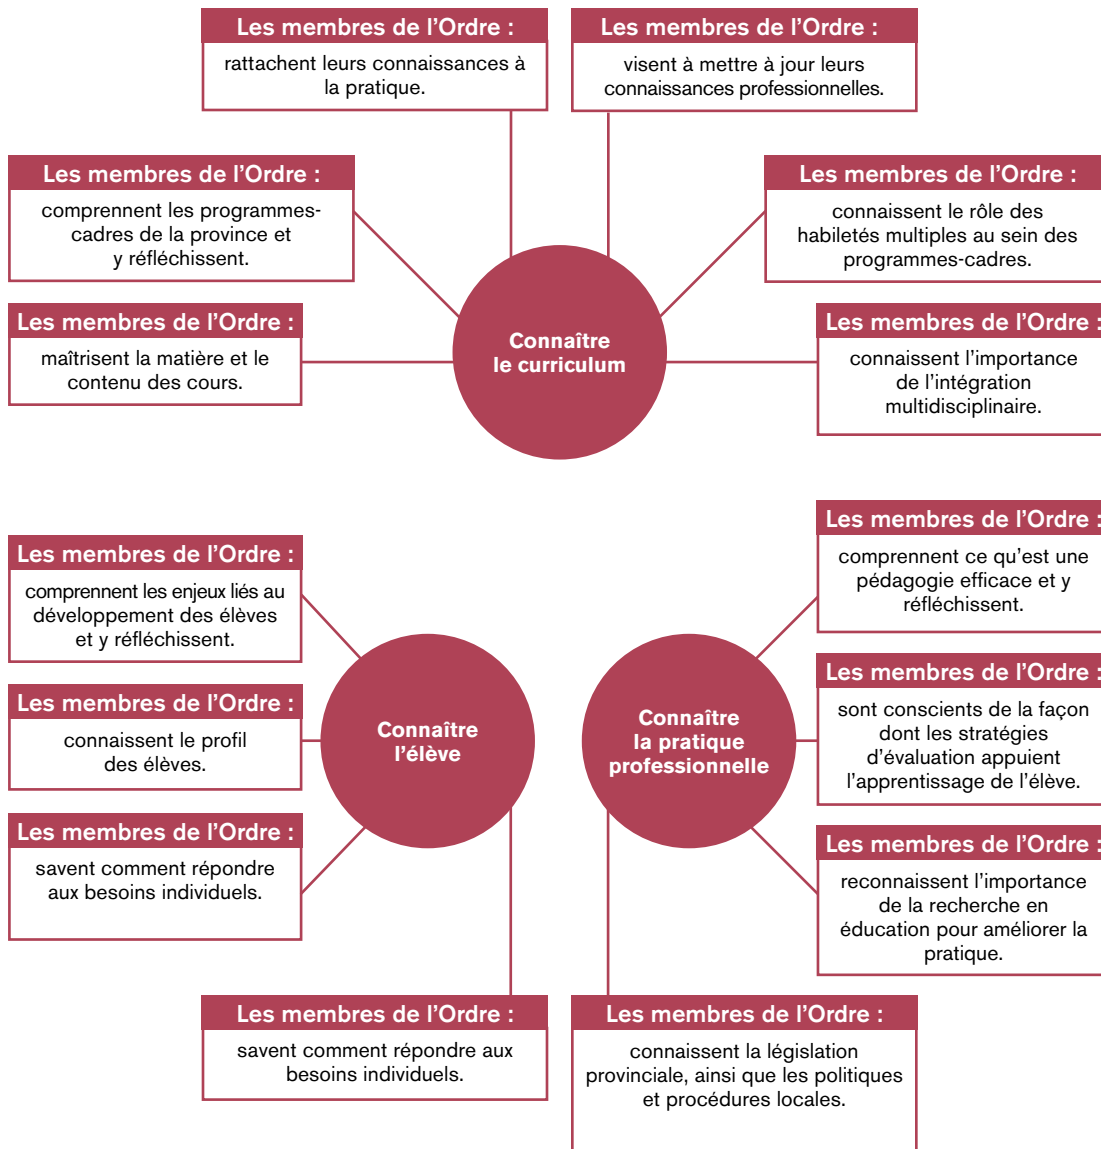 Les membres de l'Ordre :
rattachent leurs connaissances à
la pratique.
Les membres de l'Ordre :
visent à mettre à jour leurs
connaissances professionnelles.
Les membres de l'Ordre :
comprennent les programmes-
cadres de la province et
y réfléchissent.
Les membres de l'Ordre :
connaissent le rôle des
habiletés multiples au sein des
programmes-cadres.
Les membres de l'Ordre :
maîtrisent la matière et le
contenu des cours.
Connaître
le curriculum
Les membres de l'Ordre :
connaissent l'importance
de l'intégration
multidisciplinaire.
Les membres de l'Ordre :
comprennent les enjeux liés au
développement des élèves
et y réfléchissent.
Les membres de l'Ordre :
connaissent le profil
des élèves.
Les membres de l'Ordre :
savent comment répondre
aux besoins individuels.
Connaître
l'élève
Les membres de l'Ordre :
savent comment répondre aux
besoins individuels.
Connaître
la pratique
professionnelle
Les membres de l'Ordre :
comprennent ce qu'est une
pédagogie efficace et y
réfléchissent.
Les membres de l'Ordre :
sont conscients de la façon
dont les stratégies
d'évaluation appuient
l'apprentissage de l'élève.
Les membres de l'Ordre :
reconnaissent l'importance
de la recherche en
éducation pour améliorer la
pratique.
Les membres de l'Ordre :
connaissent la législation
provinciale, ainsi que les politiques
et procédures locales.